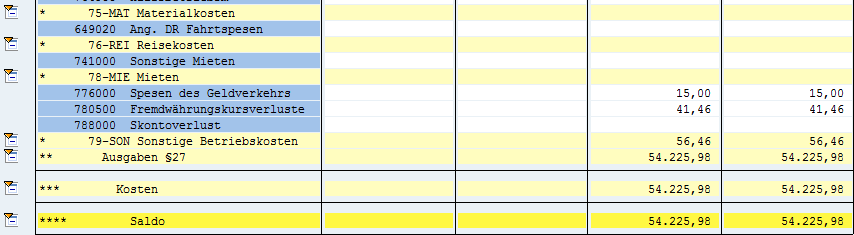 * 75-MAT Materialkosten
649020 Ang. DR Fahrtspesen
* 76-REI Reisekosten
741000 Sonstige Mieten
* 78-MIE Mieten
776000 Spesen des Geldverkehrs 15,00 15,00
780500 Fremdwährungskursverluste 41,46 41,46
788000 Skontoverlust
* 79-SON Sonstige Betriebskosten 56,46 56,46
** Ausgaben §27 54.225,98 54.225,98
*** Kosten 54.225,98 54.225,98
**** Saldo 54.225,98 54.225,98